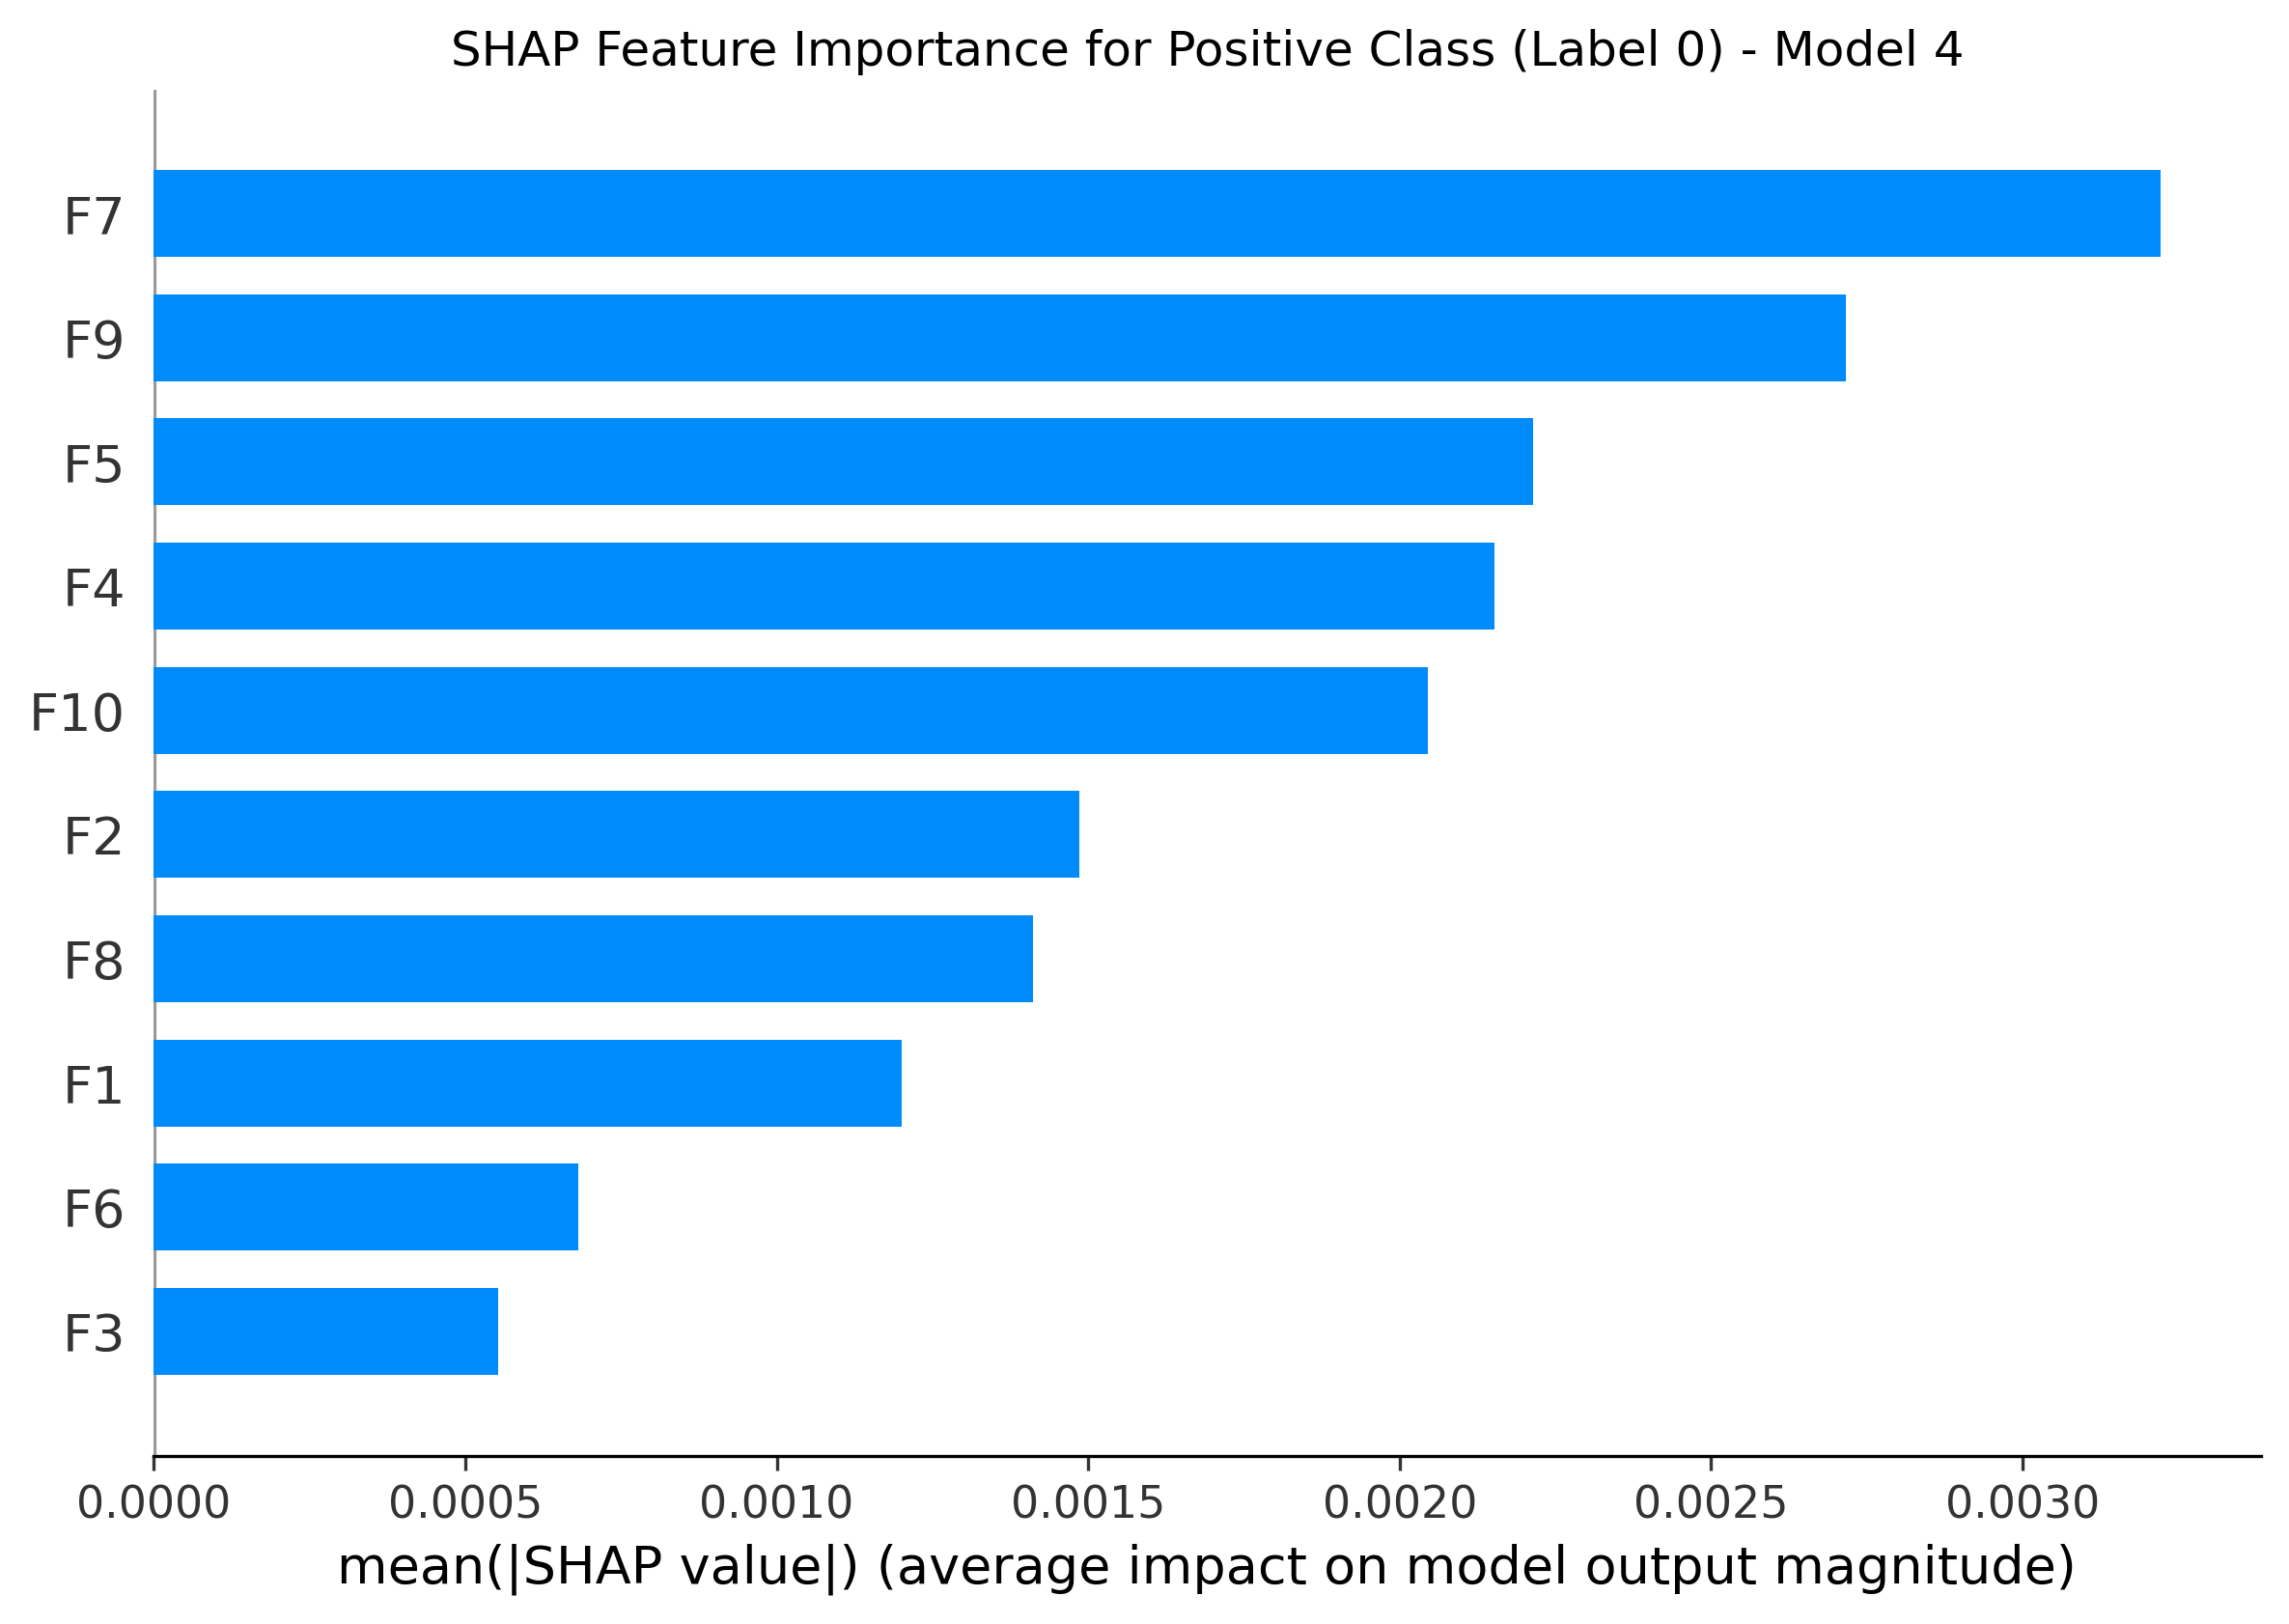 SHAP Feature Importance for Positive Class (Label 0) - Model 4
F7
F9
F5
F4
F10
F2
F8
F1
F6
F3
0.0000 0.0005 0.0010 0.0015 0.0020 0.0025 0.0030
mean(|SHAP value|) (average impact on model output magnitude)